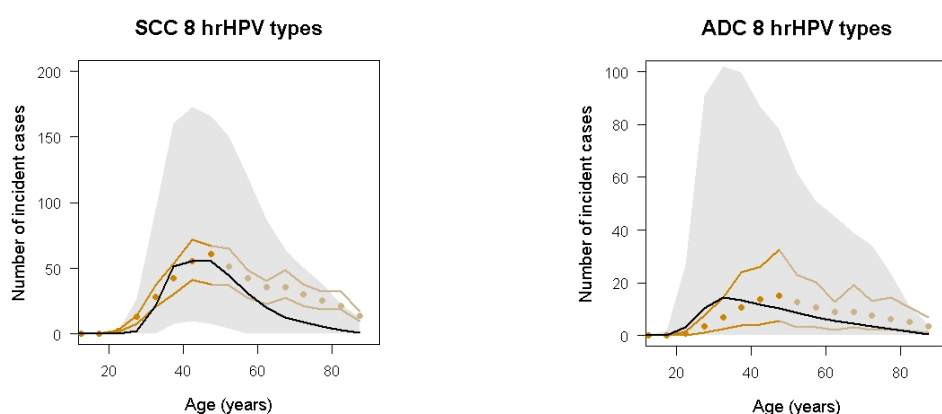 SCC 8 hrHPV types
Number of incident cases
200
150
100
50
0
20 40 60 80
Age (years)
ADC 8 hrHPV types
Number of incident cases
100
80
60
40
20
0
20 40 60 80
Age (years)